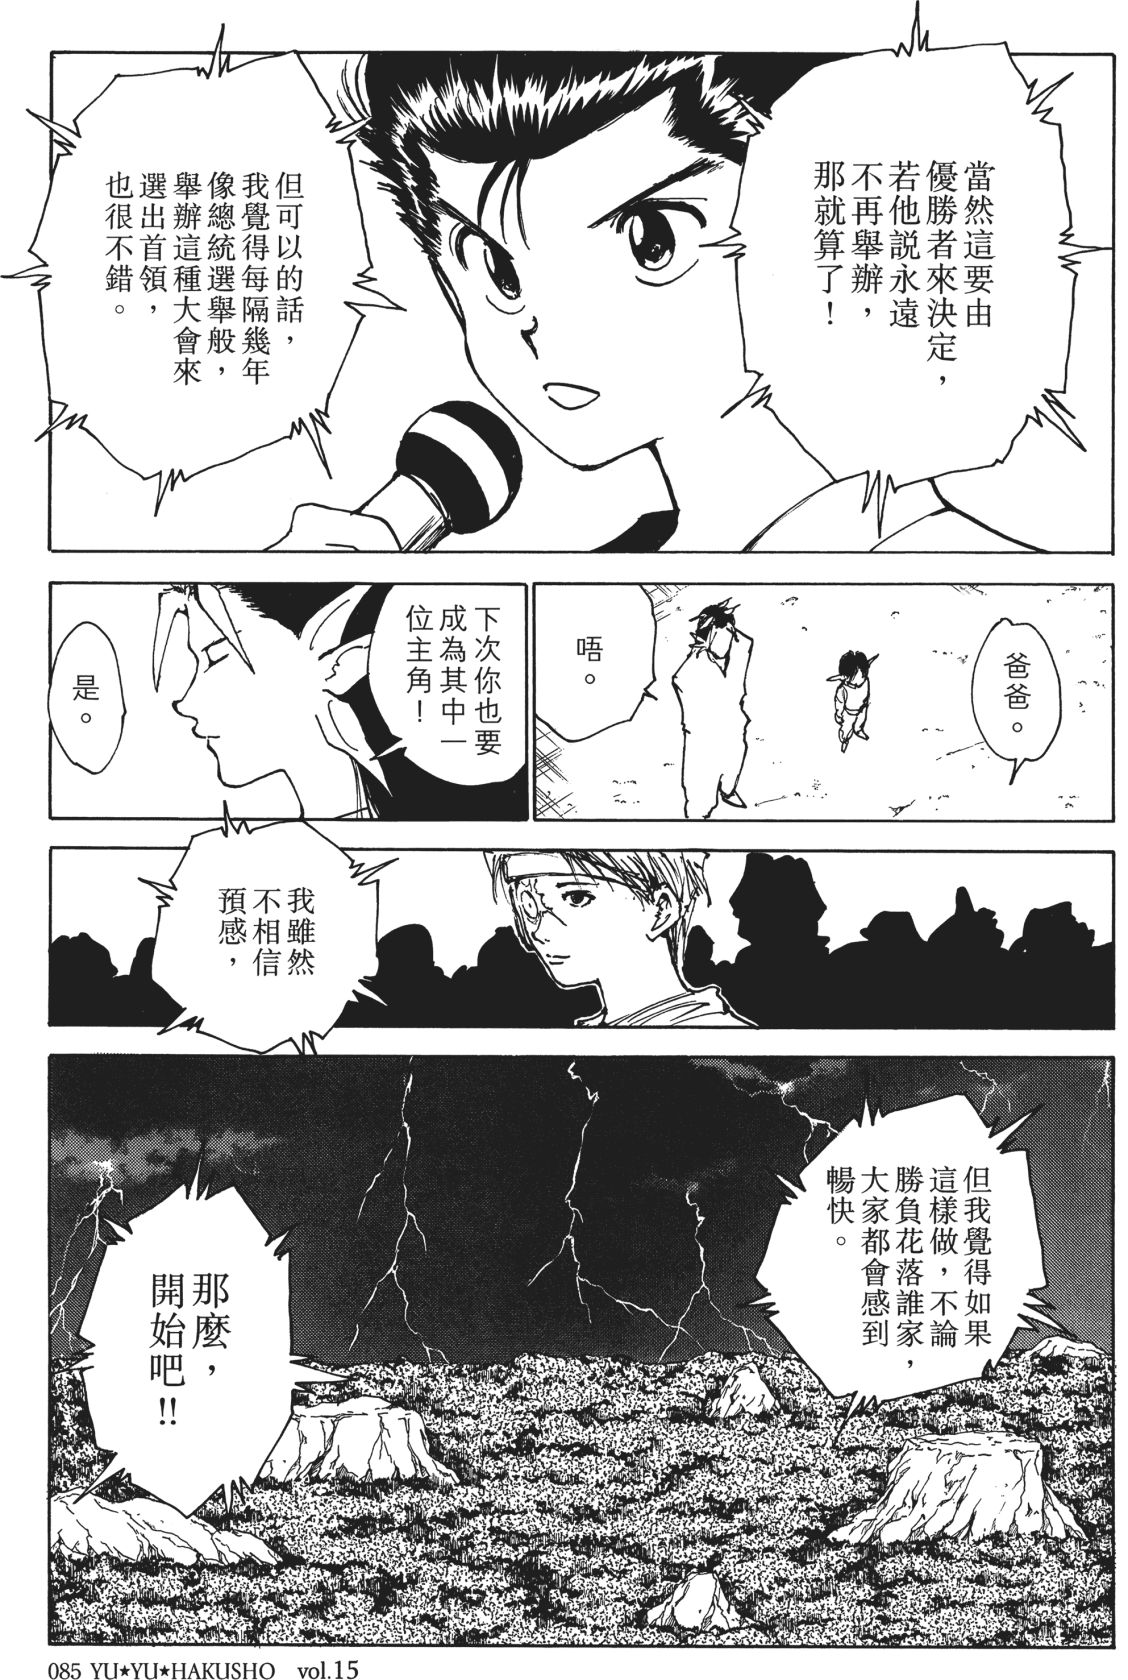 當然這要由
優勝者來決定，
若他說永遠
不再舉辦，
那就算了！
但可以的話，
我覺得每隔幾年
像總統選舉般，
舉辦這種大會來
選出首領，
也很不錯。
爸爸。
唔。
下次你也要
成為其中一
位主角！
是。
我雖然
不相信
預感，
但我覺得如果
這樣做，不論
勝負花落誰家，
大家都會感到
暢快。
那麼，
開始吧!!
085 YU★YU★HAKUSHO vol.15